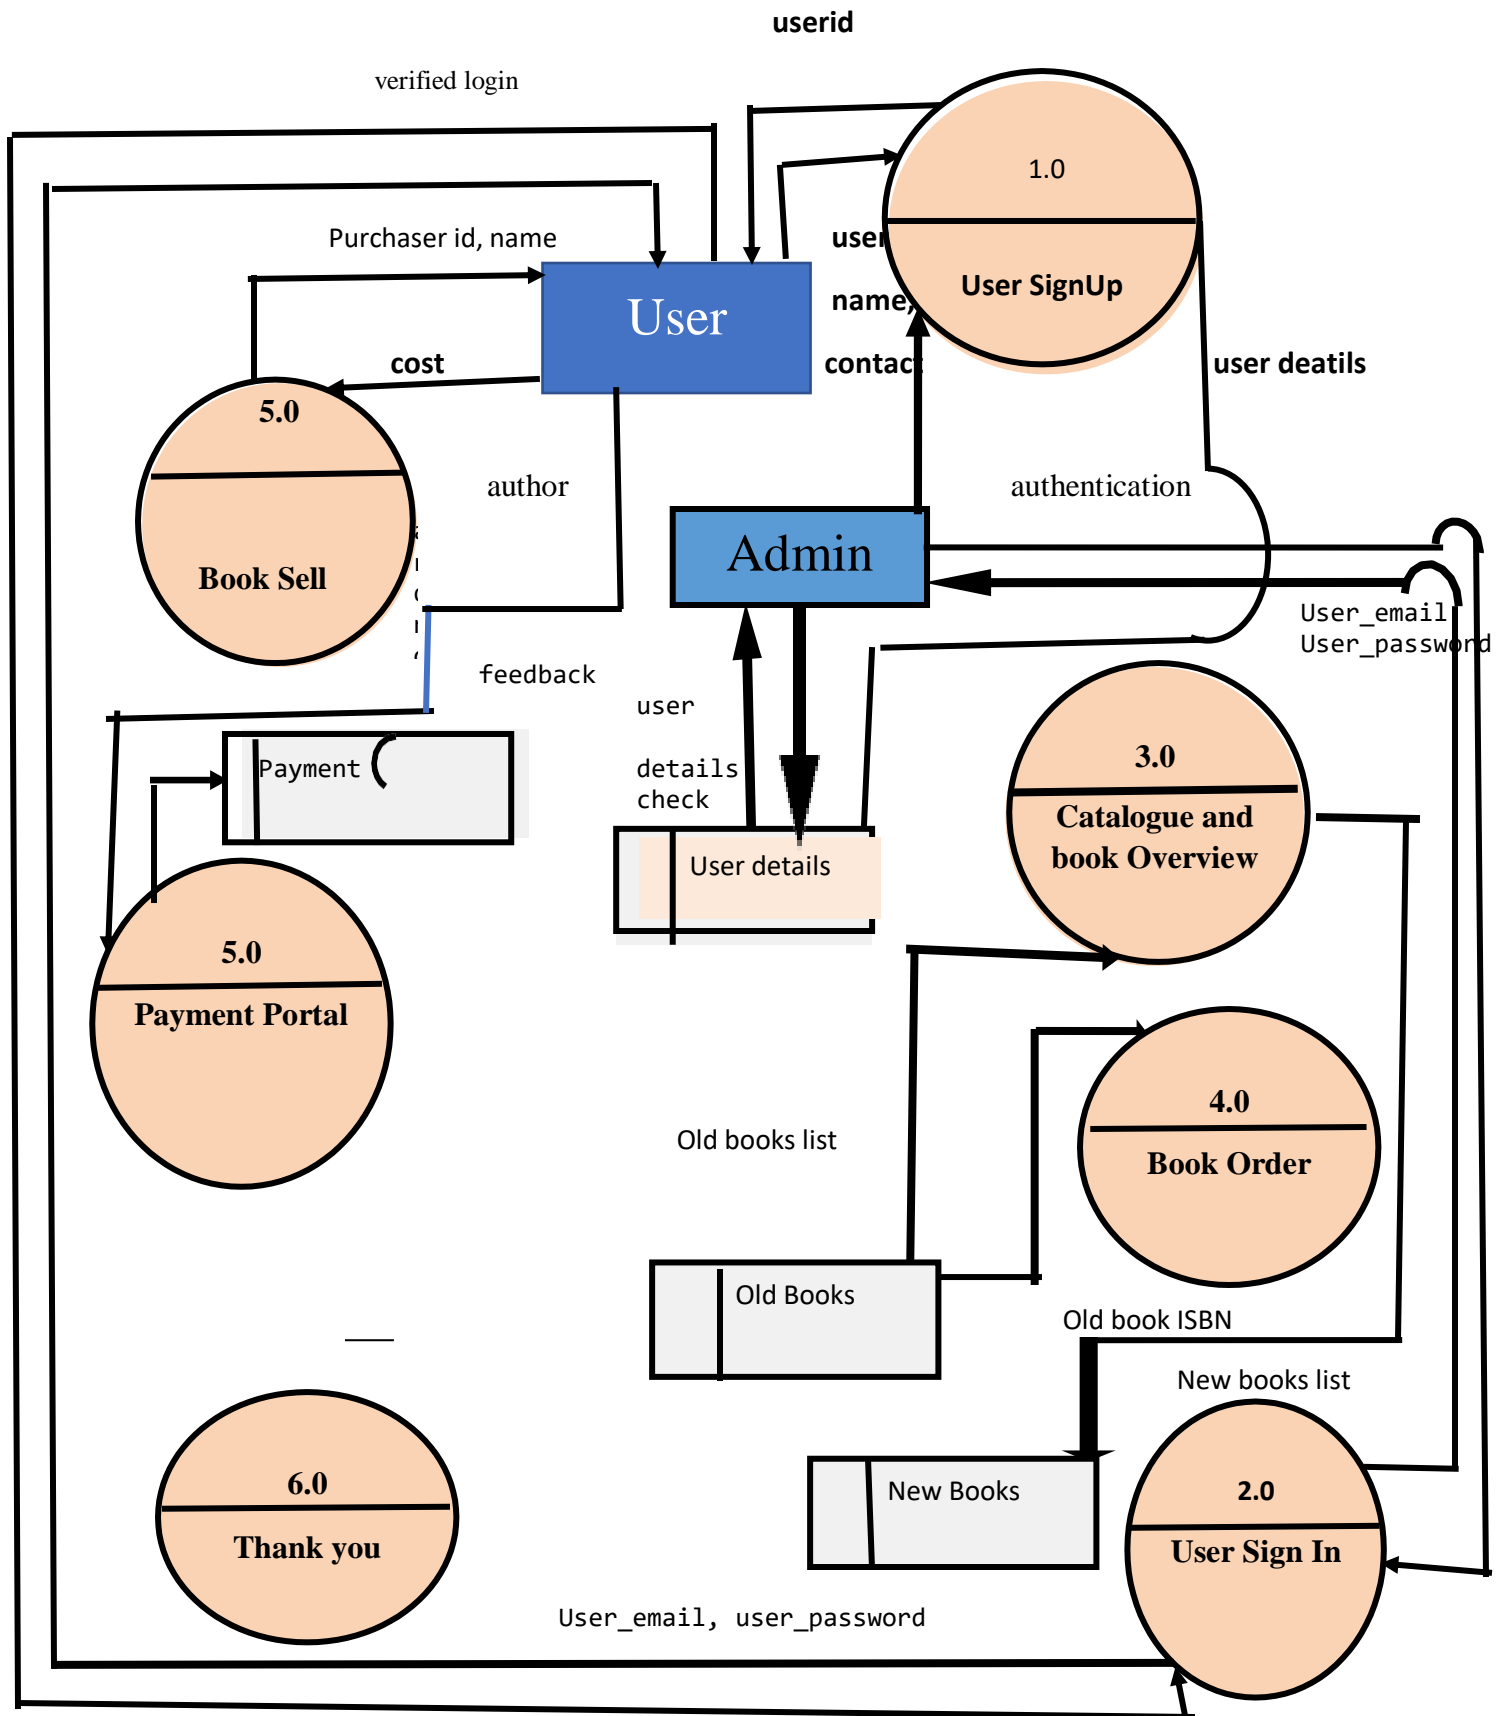 userid
verified login
1.0
Purchaser id, name
user
User SignUp
name,
User
cost
contact
user deatils
5.0
author
authentication
Admin
Book Sell
User_email
User_password
feedback
user
details
check
Payment
3.0
Catalogue and
book Overview
User details
5.0
Payment Portal
4.0
Old books list
Book Order
Old Books
Old book ISBN
New books list
6.0
New Books
2.0
Thank you
User Sign In
User_email, user_password